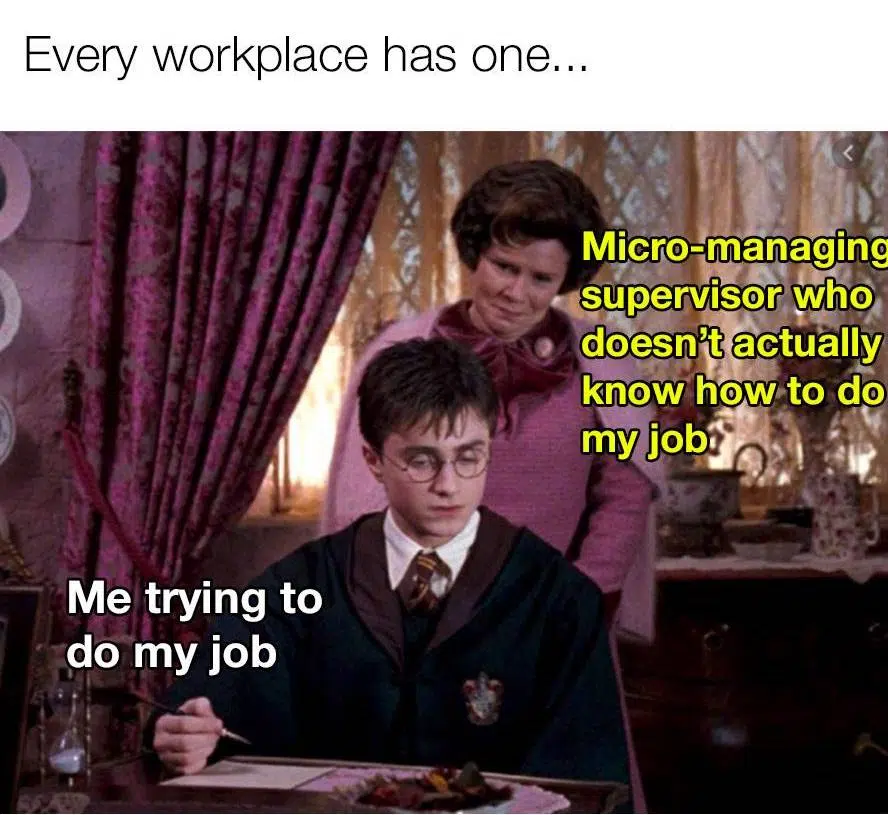 Every workplace has one...
Micro-managing
supervisor who
doesn't actually
know how to do
my job
Me trying to
do my job